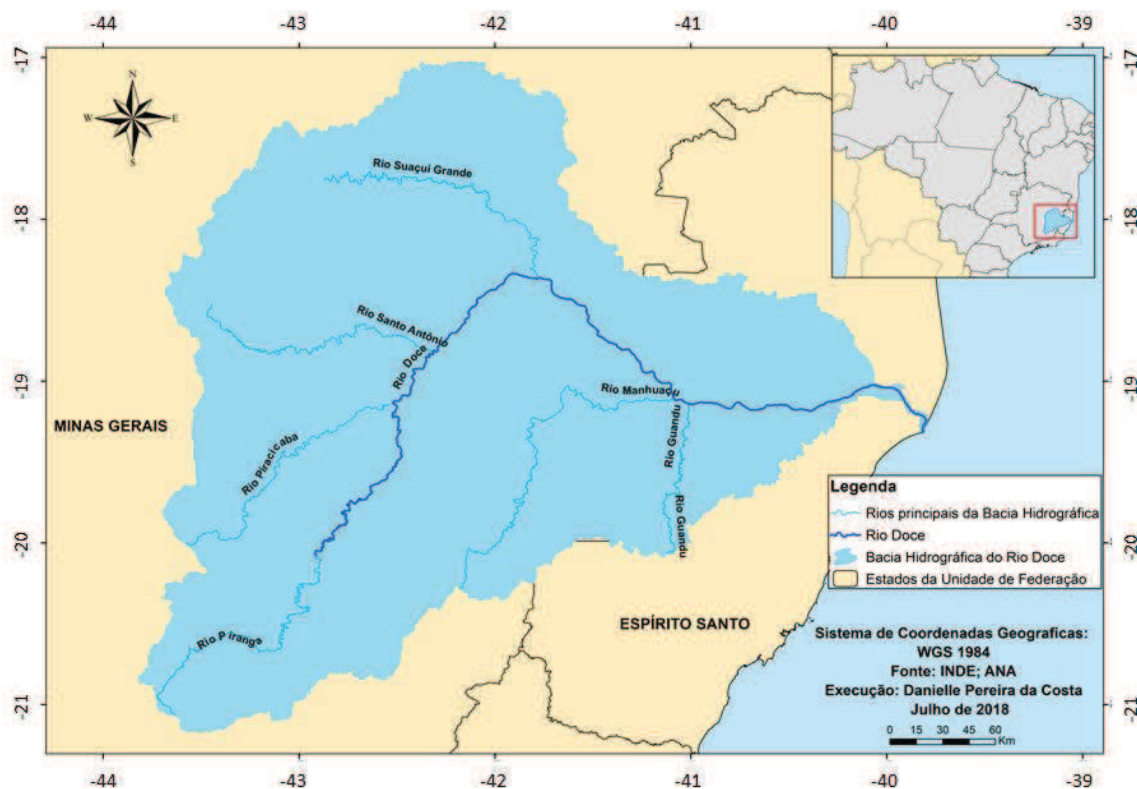 -44 -43 -42 -41 -40 -39
-17 -17
N
W E
S
Rio Suaçuí Grande
-18 -18
Rio Santo Antônio
Rio Doce
-19 -19
Rio Manhuaçu
MINAS GERAIS
Rio Guandu
Rio Piracicaba
Legenda
Rios principais da Bacia Hidrográfica
Rio Guandu
Rio Doce
-20 -20
Bacia Hidrográfica do Rio Doce
Estados da Unidade de Federação
ESPÍRITO SANTO
Rio Piranga
Sistema de Coordenadas Geograficas:
WGS 1984
Fonte: INDE; ANA
Execução: Danielle Pereira da Costa
Julho de 2018
-21 -21
0 15 30 45 60
Km
-44 -43 -42 -41 -40 -39